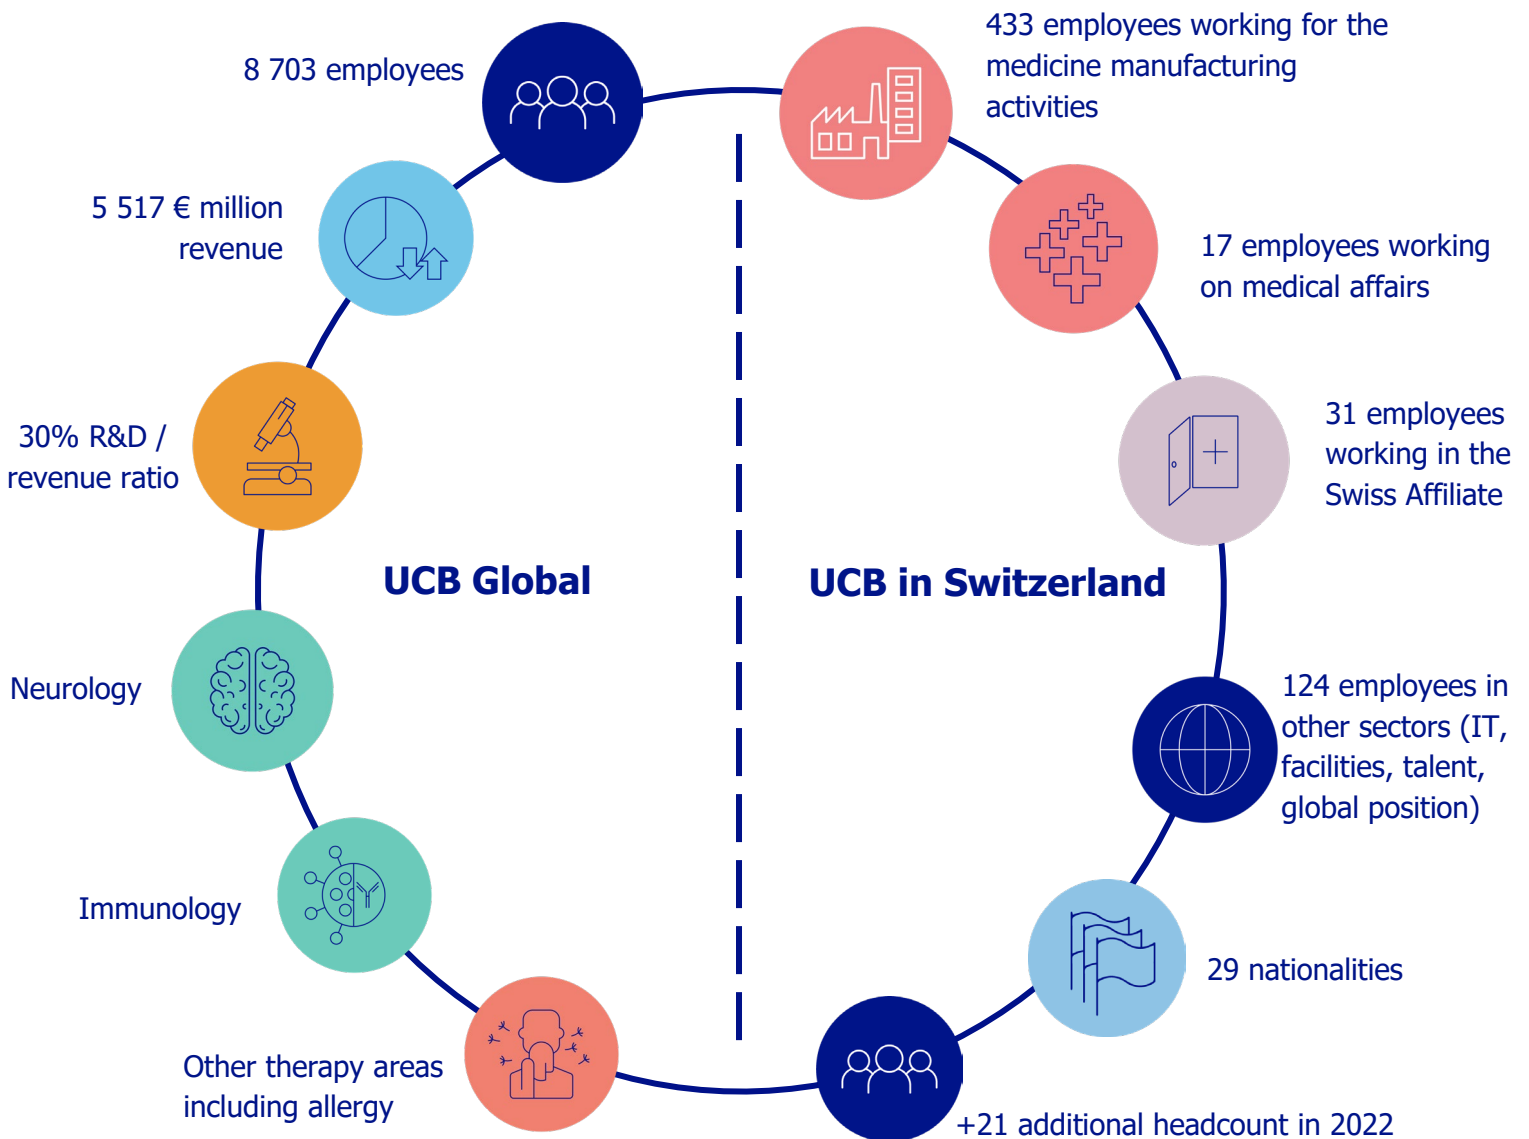 8 703 employees
5 517 € million
revenue
30% R&D /
revenue ratio
UCB Global
Neurology
Immunology
Other therapy areas
including allergy
433 employees working for the
medicine manufacturing
activities
17 employees working
on medical affairs
31 employees
working in the
Swiss Affiliate
UCB in Switzerland
124 employees in
other sectors (IT,
facilities, talent,
global position)
29 nationalities
+21 additional headcount in 2022